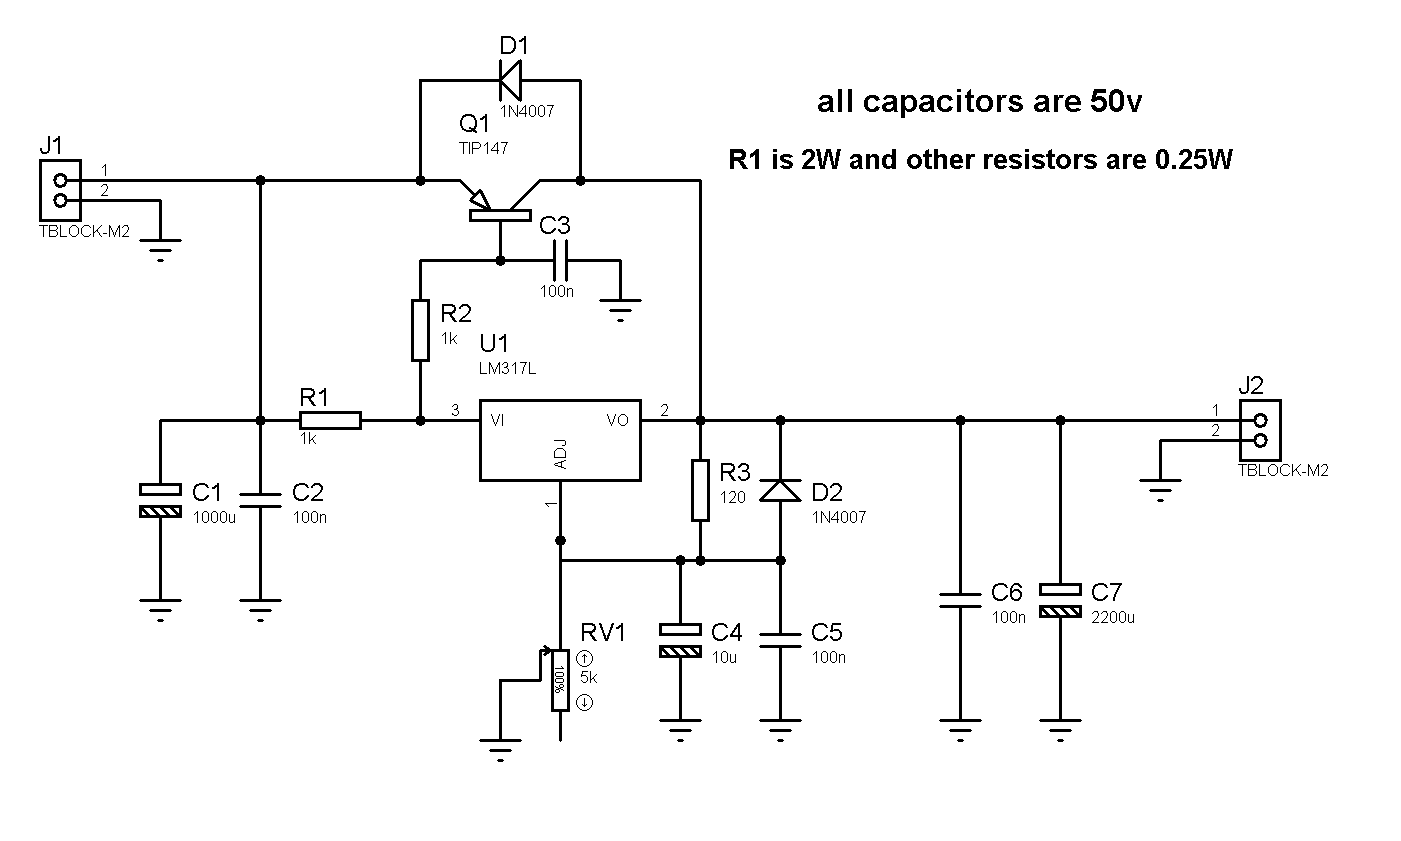 D1
1N4007
all capacitors are 50v
Q1
TIP147
R1 is 2W and other resistors are 0.25W
J1
1
2
TBLOCK-M2
C3
100n
R2
1k
U1
LM317L
R1
1k
3
VI
VO
ADJ
2
1
J2
1
2
TBLOCK-M2
R3
120
D2
1N4007
C1
1000u
C2
100n
RV1
100%
5k
C4
10u
C5
100n
C6
100n
C7
2200u